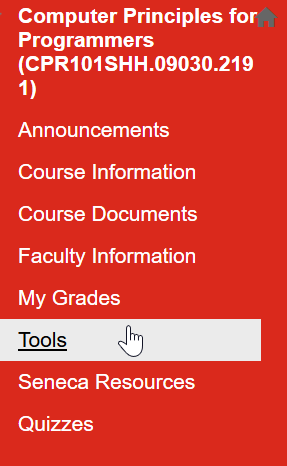 Computer Principles for
Programmers
(CPR101SHH.09030.219
1)
Announcements
Course Information
Course Documents
Faculty Information
My Grades
Tools
Seneca Resources
Quizzes